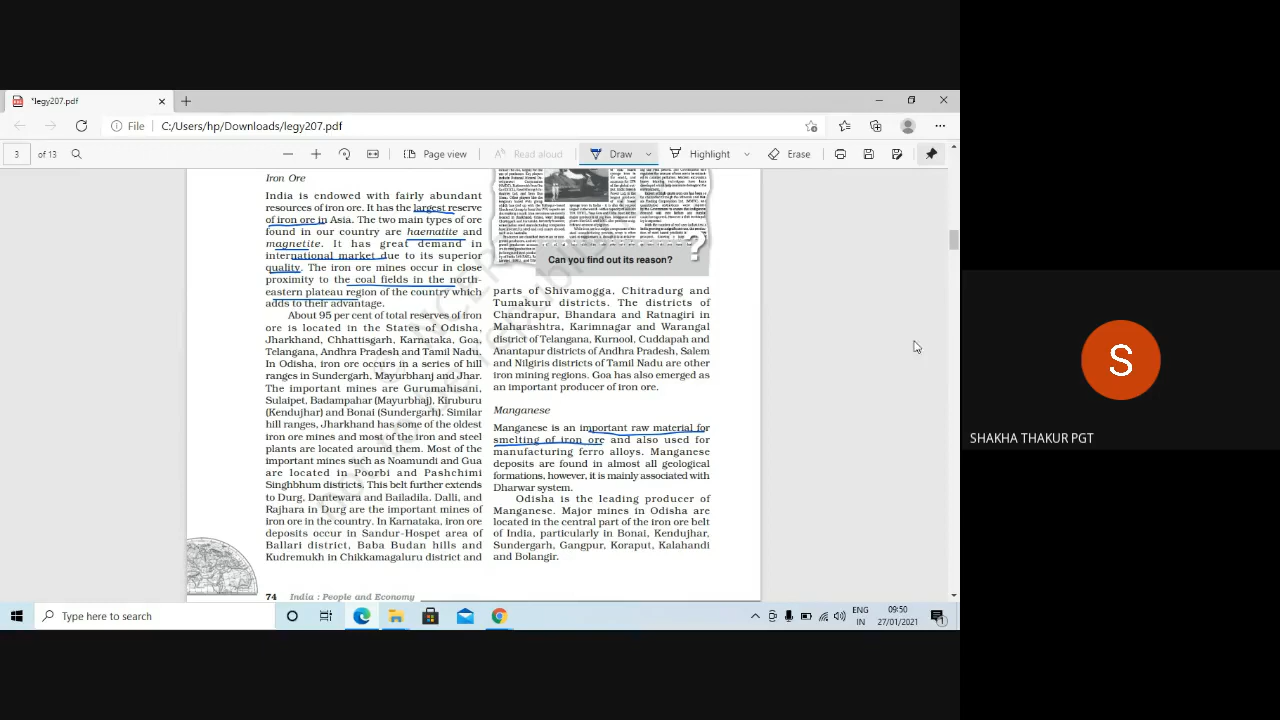 *legy207.pdf
File
C:/Users/hp/Downloads/legy207.pdf
3 of 13
Page view
Read aloud
Draw
Highlight
Erase
Iron Ore
India is endowed with fairly abundant
resources of iron ore. It has the largest reserve
of iron ore in Asia. The two main types of ore
found in our country are haematite and
magnetite. It has great demand in
international market due to its superior
quality. The iron ore mines occur in close
proximity to the coal fields in the north-
eastern plateau region of the country which
adds to their advantage.
About 95 per cent of total reserves of iron
ore is located in the States of Odisha,
Jharkhand, Chhattisgarh, Karnataka, Goa,
Telangana, Andhra Pradesh and Tamil Nadu.
In Odisha, iron ore occurs in a series of hill
ranges in Sundergarh, Mayurbhanj and Jhar.
The important mines are Gurumahisani,
Sulaipet, Badampahar (Mayurbhaj), Kiruburu
(Kendujhar) and Bonai (Sundergarh). Similar
hill ranges, Jharkhand has some of the oldest
iron ore mines and most of the iron and steel
plants are located around them. Most of the
important mines such as Noamundi and Gua
are located in Poorbi and Pashchimi
Singhbhum districts. This belt further extends
to Durg, Dantewara and Bailadila. Dalli, and
Rajhara in Durg are the important mines of
iron ore in the country. In Karnataka, iron ore
deposits occur in Sandur-Hospet area of
Ballari district, Baba Budan hills and
Kudremukh in Chikkamagaluru district and
74 India : People and Economy
Can you find out its reason?
?
parts of Shivamogga, Chitradurg and
Tumakuru districts. The districts of
Chandrapur, Bhandara and Ratnagiri in
Maharashtra, Karimnagar and Warangal
district of Telangana, Kurnool, Cuddapah and
Anantapur districts of Andhra Pradesh, Salem
and Nilgiris districts of Tamil Nadu are other
iron mining regions. Goa has also emerged as
an important producer of iron ore.
Manganese
Manganese is an important raw material for
smelting of iron ore and also used for
manufacturing ferro alloys. Manganese
deposits are found in almost all geological
formations, however, it is mainly associated with
Dharwar system.
Odisha is the leading producer of
Manganese. Major mines in Odisha are
located in the central part of the iron ore belt
of India, particularly in Bonai, Kendujhar,
Sundergarh, Gangpur, Koraput, Kalahandi
and Bolangir.
S
SHAKHA THAKUR PGT
Type here to search
ENG
IN
09:50
27/01/2021
1